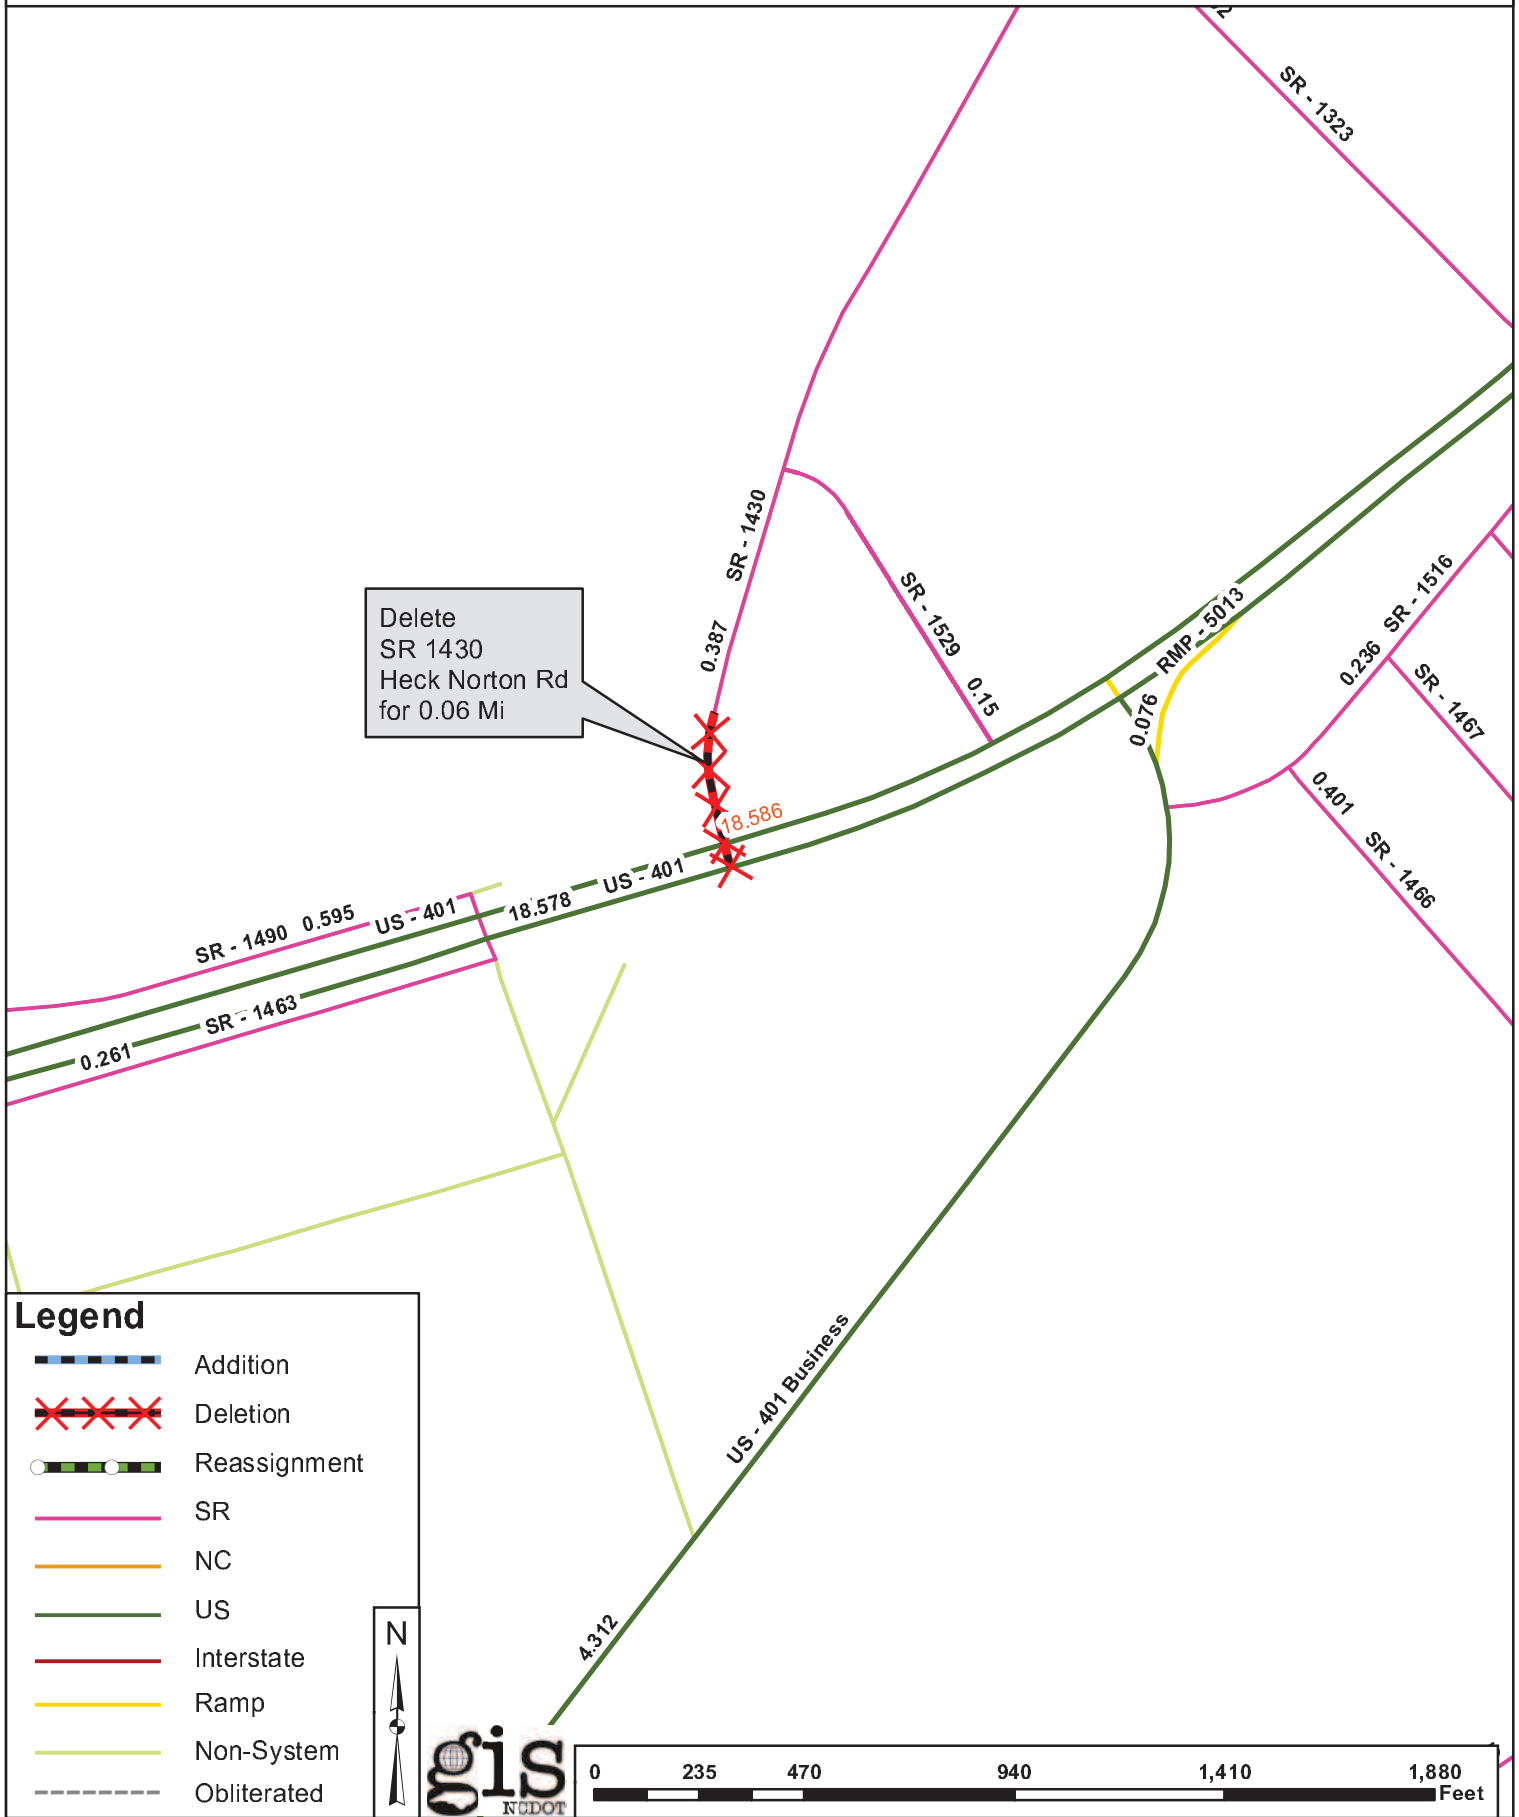 SR - 1323
SR - 1430
0.387
SR - 1529
0.15
RMP - 5013
0.076
SR - 1516
0.236
SR - 1467
0.401
SR - 1466
Delete
SR 1430
Heck Norton Rd
for 0.06 Mi
18.586
US - 401
18.578
US - 401
SR - 1490 0.595
SR - 1463
0.261
US - 401 Business
4.312
Legend
Addition
Deletion
Reassignment
SR
NC
US
Interstate
Ramp
Non-System
Obliterated
N
gis
NCDOT
0 235 470 940 1,410 1,880
Feet